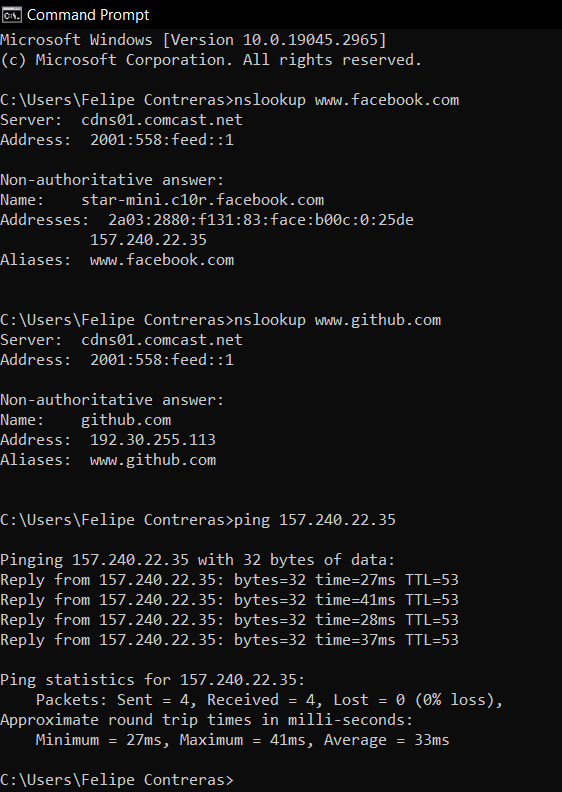 Command Prompt
Microsoft Windows [Version 10.0.19045.2965]
(c) Microsoft Corporation. All rights reserved.
C:\Users\Felipe Contreras>nslookup www.facebook.com
Server:  cdns01.comcast.net
Address:  2001:558:feed::1
Non-authoritative answer:
Name:    star-mini.c10r.facebook.com
Addresses:  2a03:2880:f131:83:face:b00c:0:25de
          157.240.22.35
Aliases:  www.facebook.com
C:\Users\Felipe Contreras>nslookup www.github.com
Server:  cdns01.comcast.net
Address:  2001:558:feed::1
Non-authoritative answer:
Name:    github.com
Address:  192.30.255.113
Aliases:  www.github.com
C:\Users\Felipe Contreras>ping 157.240.22.35
Pinging 157.240.22.35 with 32 bytes of data:
Reply from 157.240.22.35: bytes=32 time=27ms TTL=53
Reply from 157.240.22.35: bytes=32 time=41ms TTL=53
Reply from 157.240.22.35: bytes=32 time=28ms TTL=53
Reply from 157.240.22.35: bytes=32 time=37ms TTL=53
Ping statistics for 157.240.22.35:
    Packets: Sent = 4, Received = 4, Lost = 0 (0% loss),
Approximate round trip times in milli-seconds:
    Minimum = 27ms, Maximum = 41ms, Average = 33ms
C:\Users\Felipe Contreras>